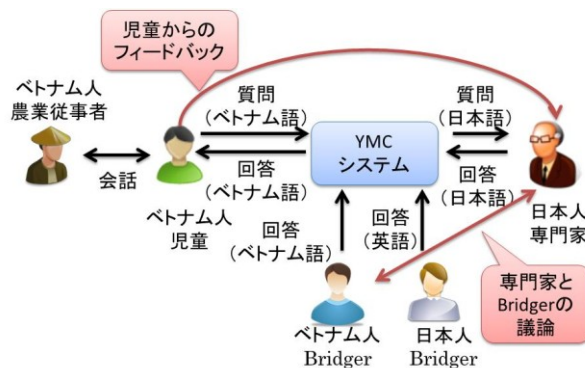 児童からの
フィードバック
ベトナム人
農業従事者
会話
ベトナム人
児童
質問
(ベトナム語)
回答
(ベトナム語)
YMC
システム
質問
(日本語)
回答
(日本語)
日本人
専門家
回答
(ベトナム語)
回答
(英語)
専門家と
Bridgerの
議論
ベトナム人
Bridger
日本人
Bridger